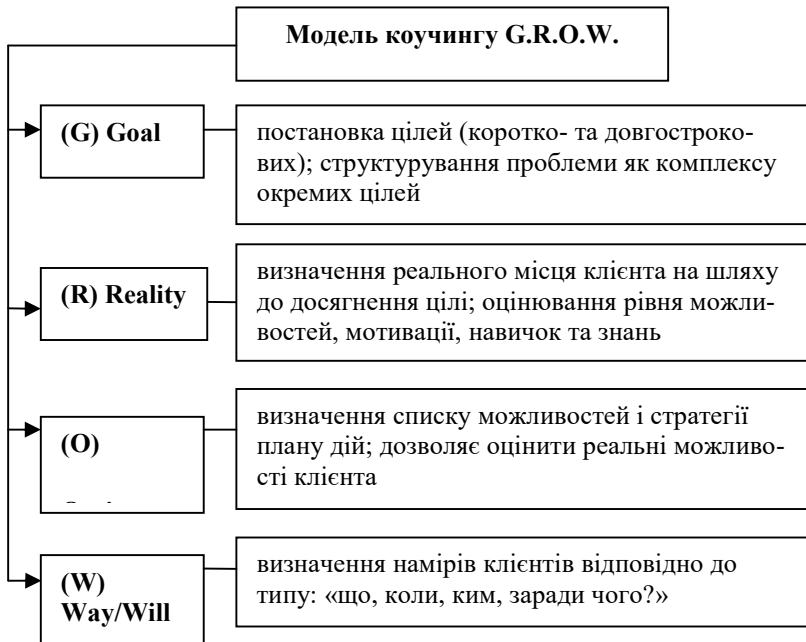 Модель коучингу G.R.O.W.
(G) Goal
постановка цілей (коротко- та довгостроко-
вих); структурування проблеми як комплексу
окремих цілей
(R) Reality
визначення реального місця клієнта на шляху
до досягнення цілі; оцінювання рівня можли-
востей, мотивації, навичок та знань
(O)
визначення списку можливостей і стратегії
плану дій; дозволяє оцінити реальні можливо-
сті клієнта
(W)
Way/Will
визначення намірів клієнтів відповідно до
типу: «що, коли, ким, заради чого?»